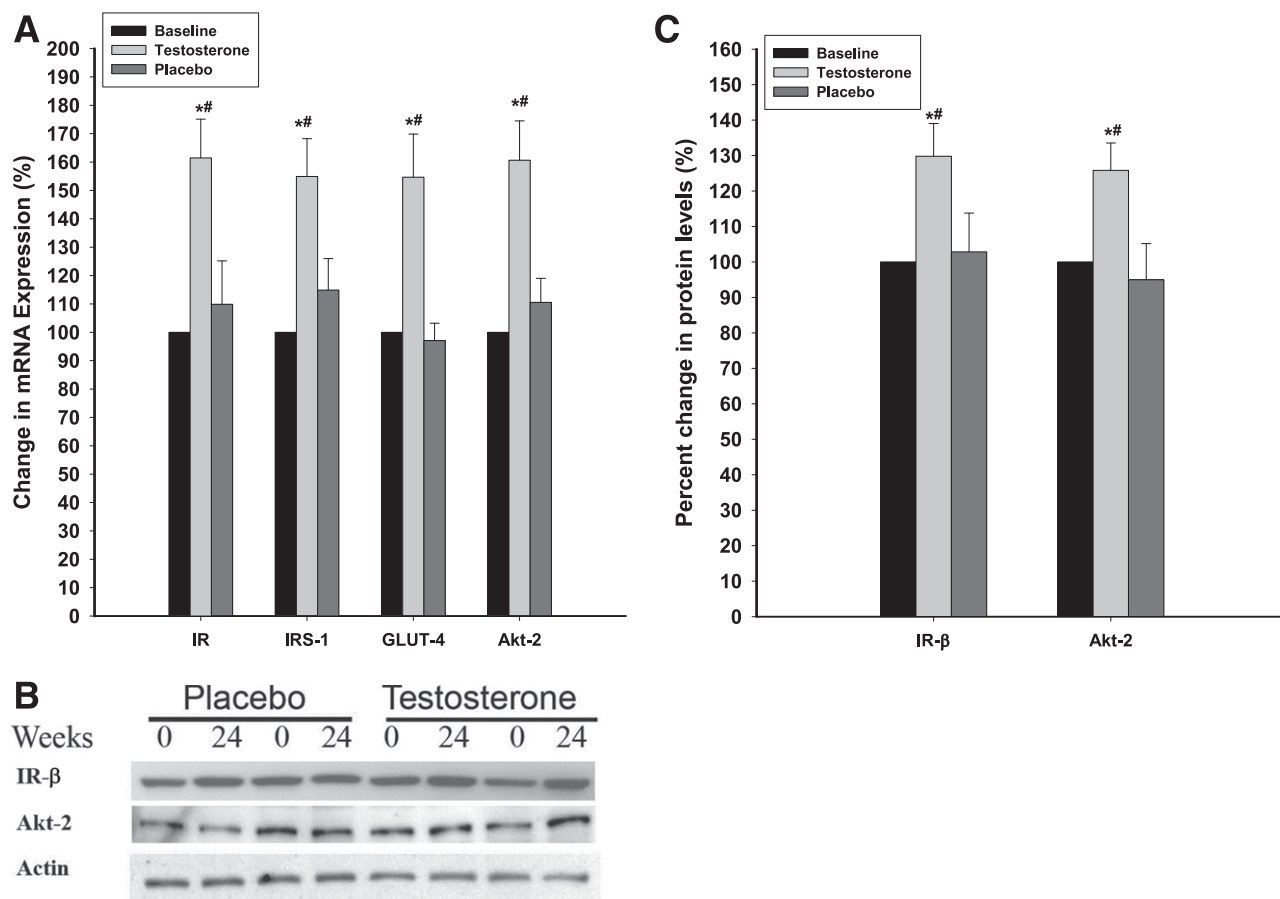 A
Baseline
Testosterone
Placebo
Change in mRNA Expression (%)
200
190
180
170
160
150
140
130
120
110
100
90
80
70
60
50
40
30
20
10
0
*# *# *# *#
IR IRS-1 GLUT-4 Akt-2
C
Baseline
Testosterone
Placebo
Percent change in protein levels (%)
160
150
140
130
120
110
100
90
80
70
60
50
40
30
20
10
0
*# *#
IR-β Akt-2
B
Placebo Testosterone
Weeks 0 24 0 24 0 24 0 24
IR-β
Akt-2
Actin